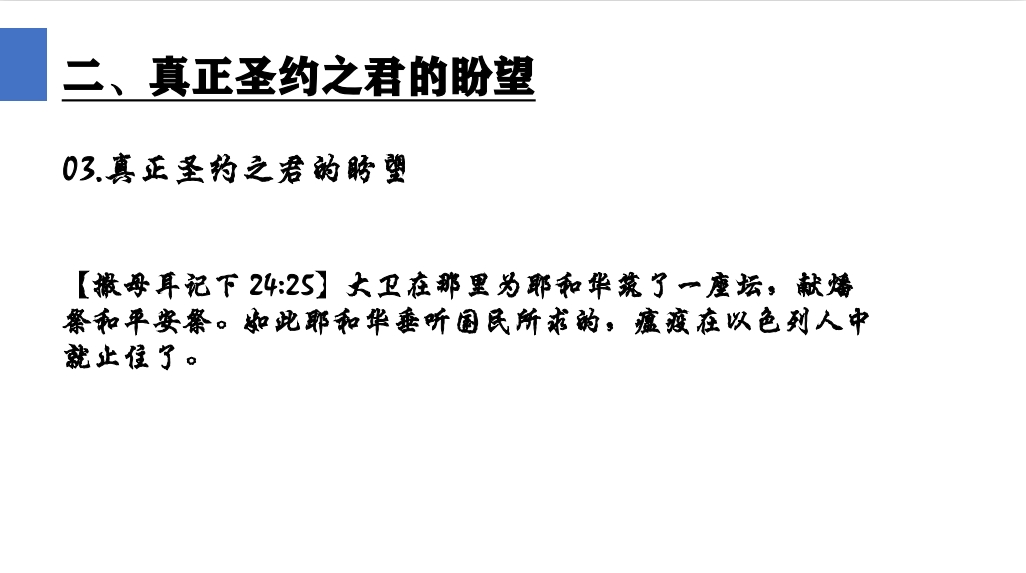 二、真正圣约之君的盼望
03.真正圣约之君的盼望
【撒母耳记下 24:25】大卫在那里为耶和华筑了一座坛，献燔
祭和平安祭。如此耶和华垂听国民所求的，瘟疫在以色列人中
就止住了。